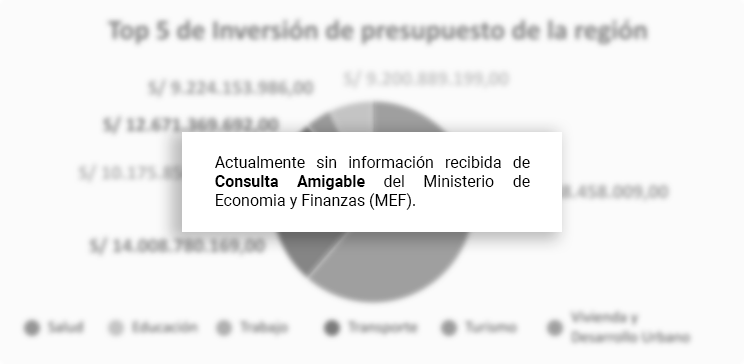 Top 5 de Inversión de presupuesto de la región
S/ 9.200.889.199,00
S/ 9.224.153.986,00
S/ 12.671.369.692,00
S/ 10.175.8
8.458.009,00
S/ 14.008.780.169,00
Actualmente sin información recibida de
Consulta Amigable del Ministerio de
Economia y Finanzas (MEF).
Salud
Educación
Trabajo
Transporte
Turismo
Vivienda y
Desarrollo Urbano